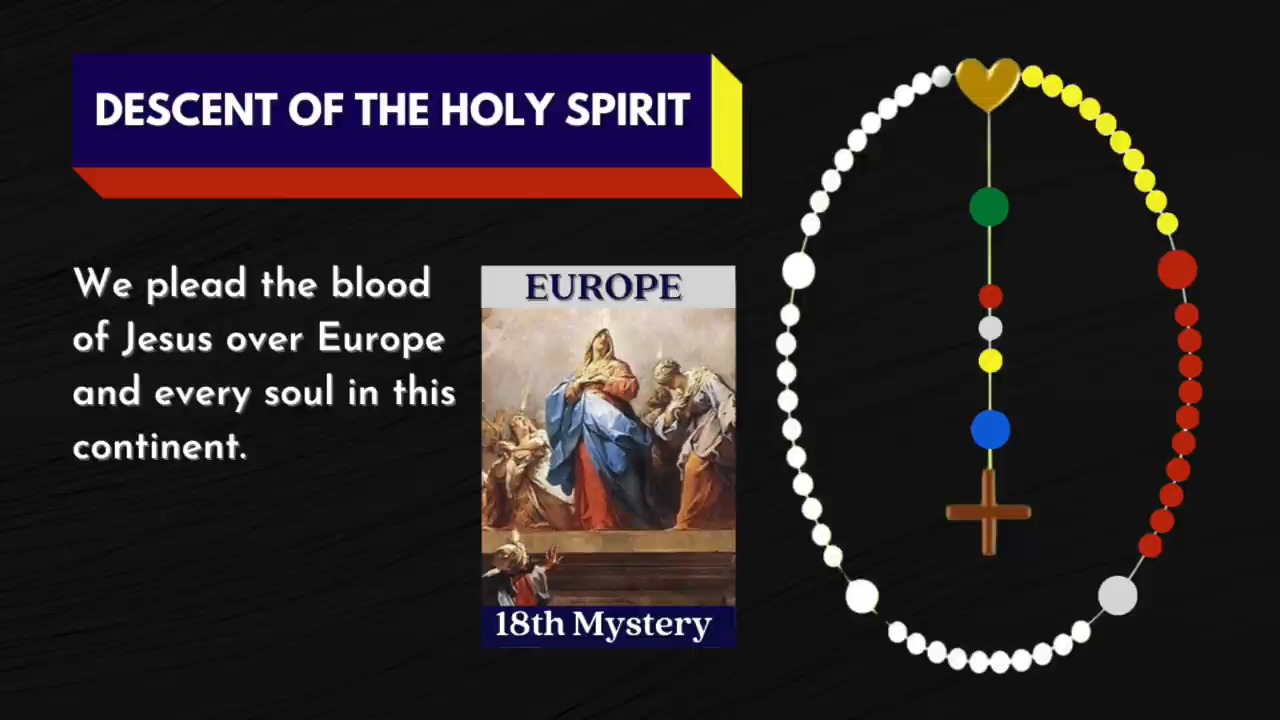 DESCENT OF THE HOLY SPIRIT
We plead the blood
of Jesus over Europe
and every soul in this
continent.
EUROPE
18th Mystery